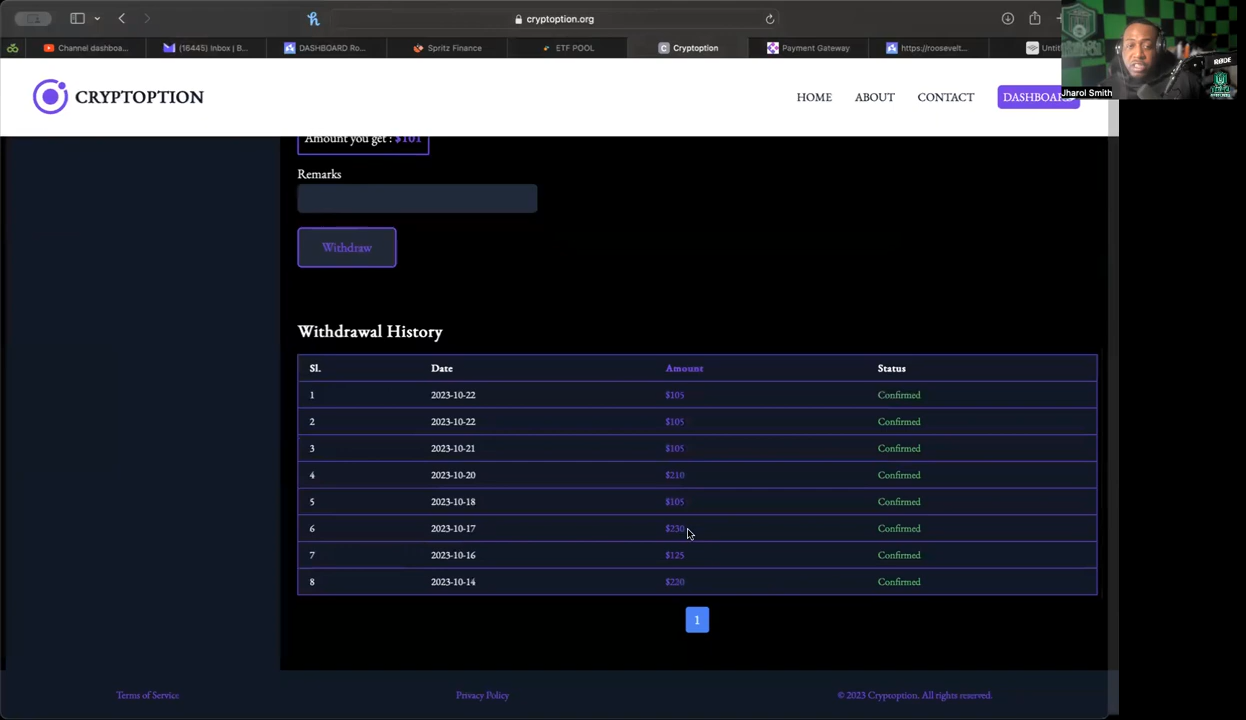 cryptoption.org
Channel dashboa...
(16445) Inbox | B...
DASHBOARD Ro...
Spritz Finance
ETF POOL
Cryptoption
Payment Gateway
https://roosevelt...
Untit
CRYPTOPTION
HOME
ABOUT
CONTACT
DASHBOARD
RØDE
Jharol Smith
Amount you get : $101
Remarks
Withdraw
Withdrawal History
Sl. Date Amount Status
1 2023-10-22 $105 Confirmed
2 2023-10-22 $105 Confirmed
3 2023-10-21 $105 Confirmed
4 2023-10-20 $210 Confirmed
5 2023-10-18 $105 Confirmed
6 2023-10-17 $230 Confirmed
7 2023-10-16 $125 Confirmed
8 2023-10-14 $220 Confirmed
1
Terms of Service
Privacy Policy
© 2023 Cryptoption. All rights reserved.